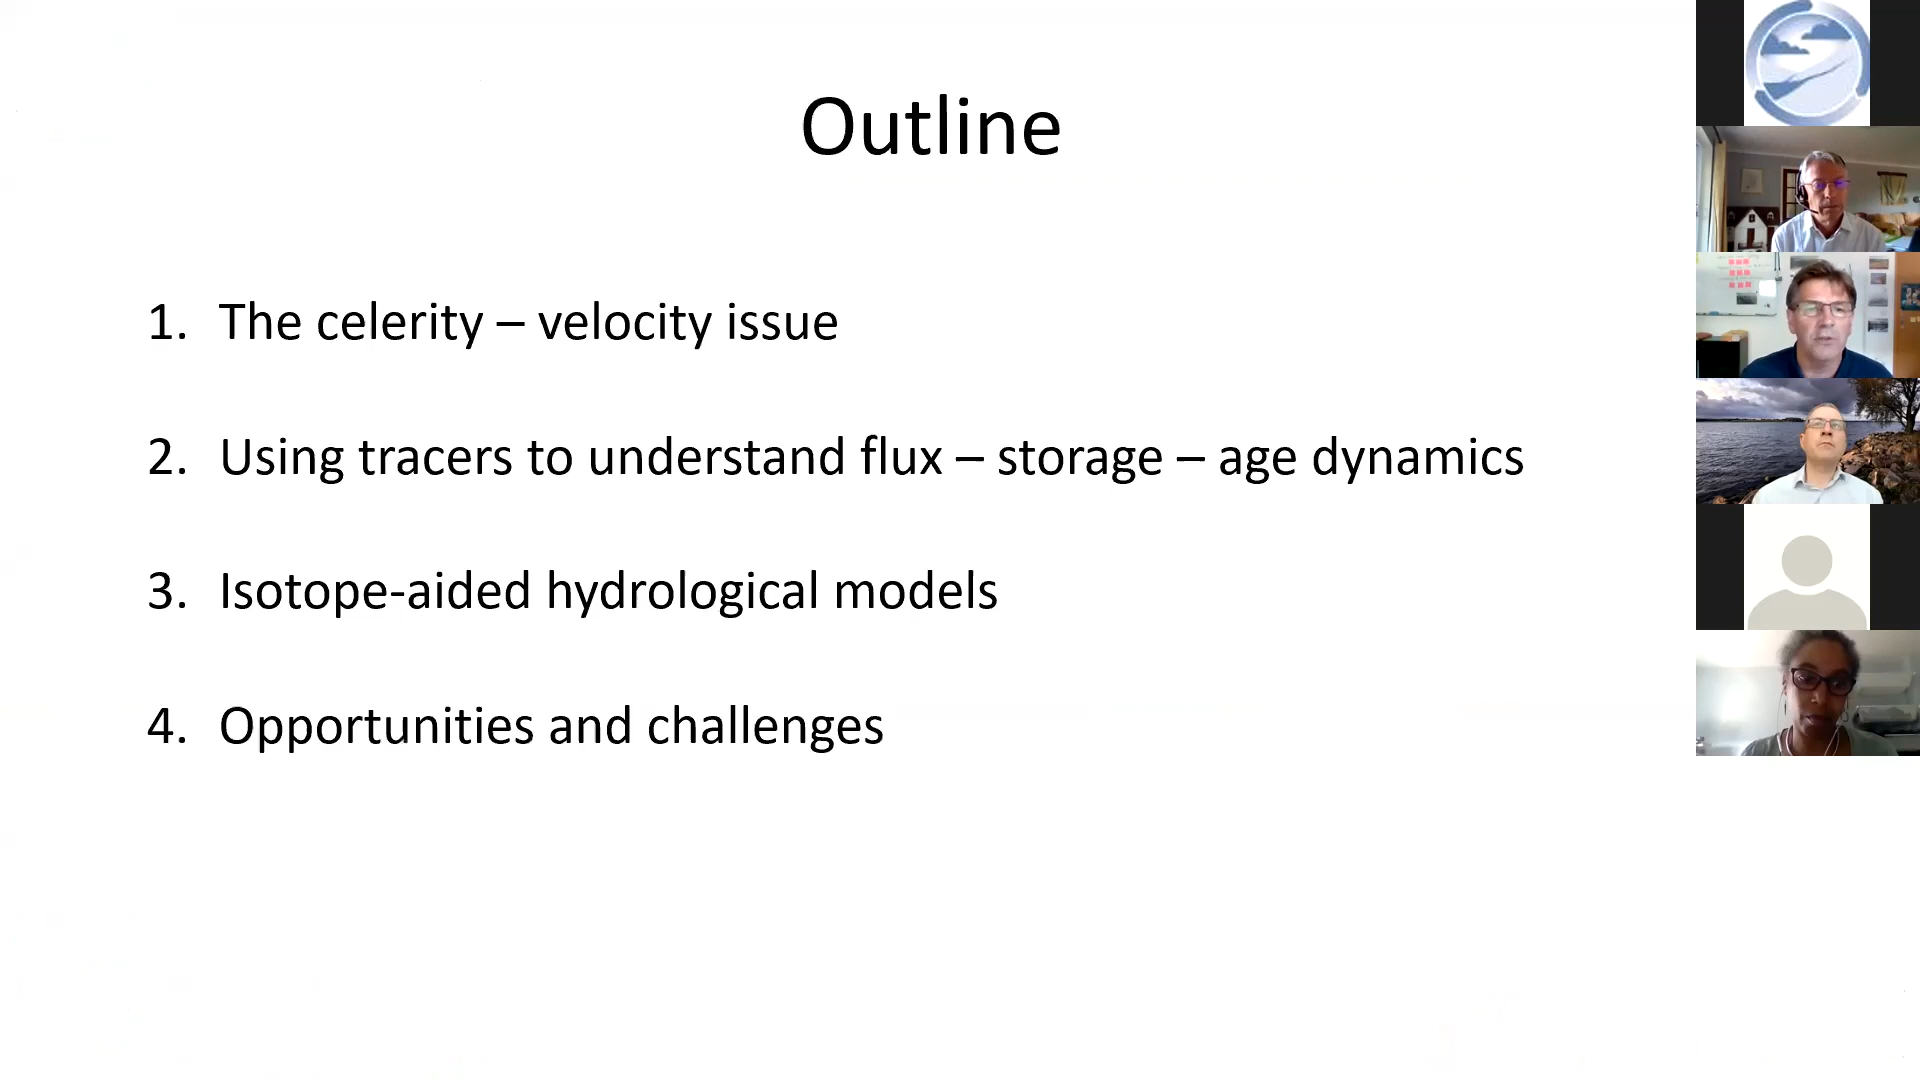 Outline
1. The celerity – velocity issue
2. Using tracers to understand flux – storage – age dynamics
3. Isotope-aided hydrological models
4. Opportunities and challenges